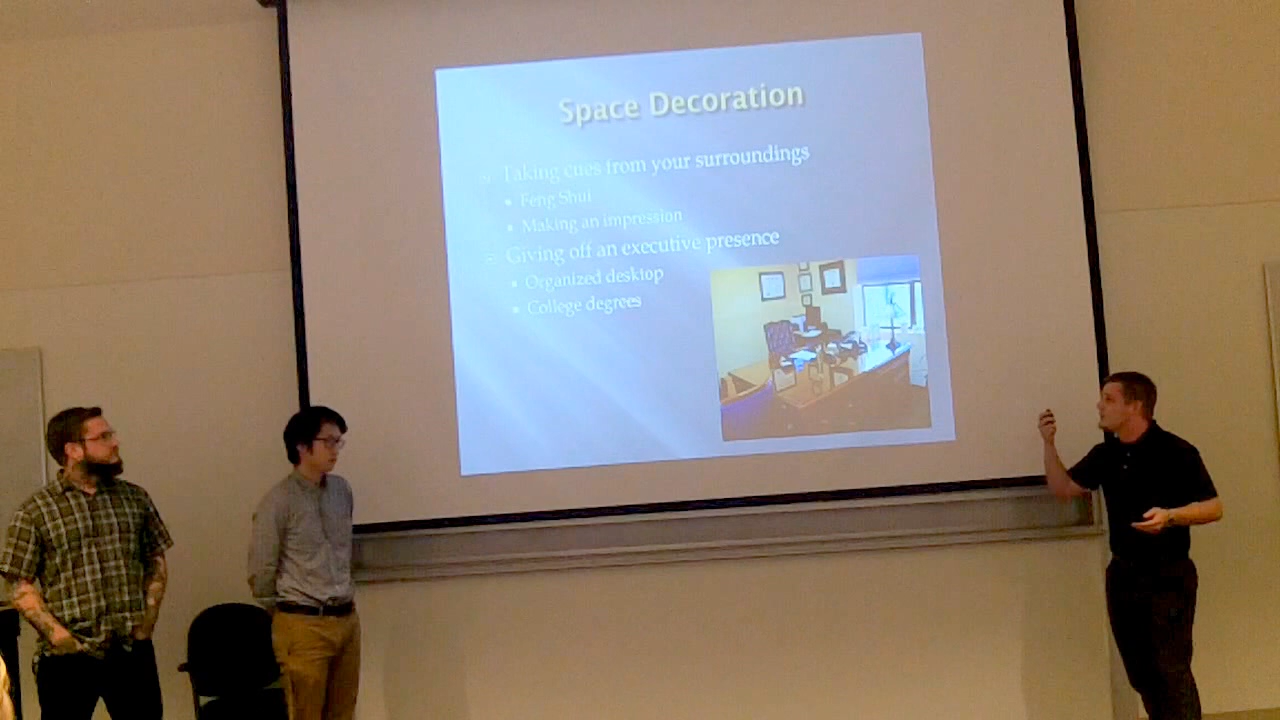 Space Decoration
Taking cues from your surroundings
Feng Shui
Making an impression
Giving off an executive presence
Organized desktop
College degrees